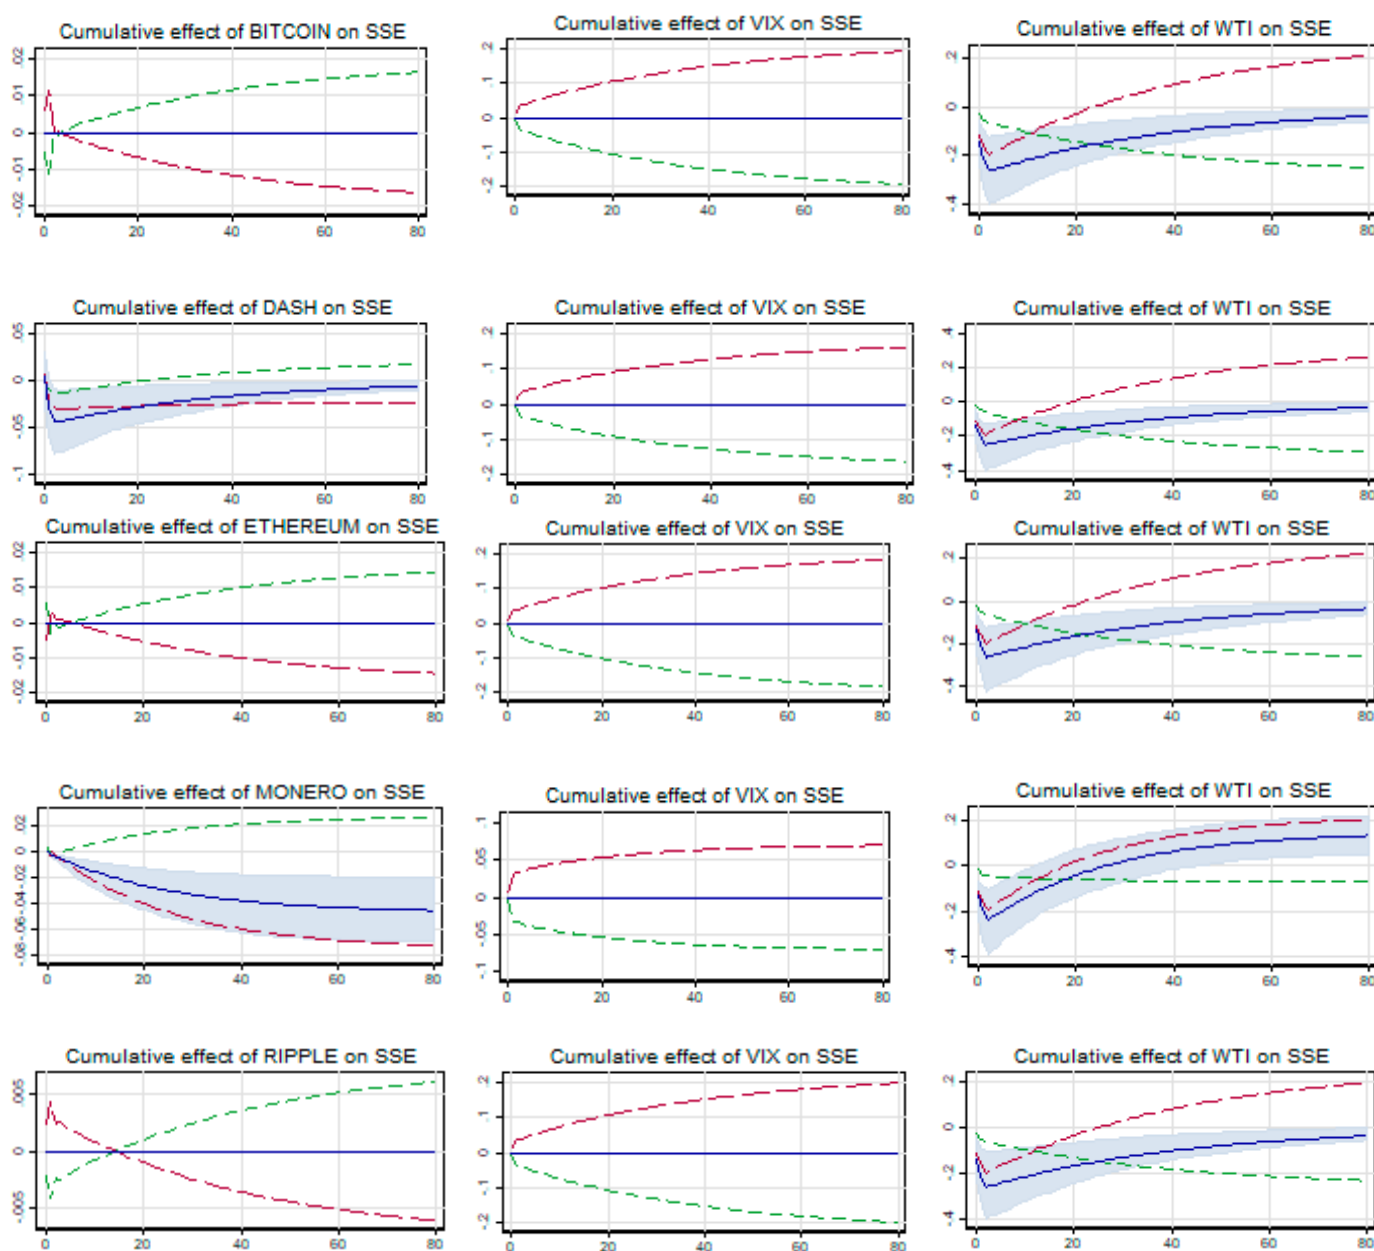 Cumulative effect of BITCOIN on SSE
.02
.01
0
-.01
-.02
0 20 40 60 80
Cumulative effect of VIX on SSE
.2
.1
0
-.1
-.2
0 20 40 60 80
Cumulative effect of WTI on SSE
.2
0
-.2
-.4
0 20 40 60 80
Cumulative effect of DASH on SSE
.05
0
-.05
-.1
0 20 40 60 80
Cumulative effect of VIX on SSE
.2
.1
0
-.1
-.2
0 20 40 60 80
Cumulative effect of WTI on SSE
.4
.2
0
-.2
-.4
0 20 40 60 80
Cumulative effect of ETHEREUM on SSE
.02
.01
0
-.01
-.02
0 20 40 60 80
Cumulative effect of VIX on SSE
.2
.1
0
-.1
-.2
0 20 40 60 80
Cumulative effect of WTI on SSE
.2
0
-.2
-.4
0 20 40 60 80
Cumulative effect of MONERO on SSE
.02
0
-.02
-.04
-.06
-.08
0 20 40 60 80
Cumulative effect of VIX on SSE
.1
.05
0
-.05
-.1
0 20 40 60 80
Cumulative effect of WTI on SSE
.2
0
-.2
-.4
0 20 40 60 80
Cumulative effect of RIPPLE on SSE
.005
0
-.005
0 20 40 60 80
Cumulative effect of VIX on SSE
.2
.1
0
-.1
-.2
0 20 40 60 80
Cumulative effect of WTI on SSE
.2
0
-.2
-.4
0 20 40 60 80